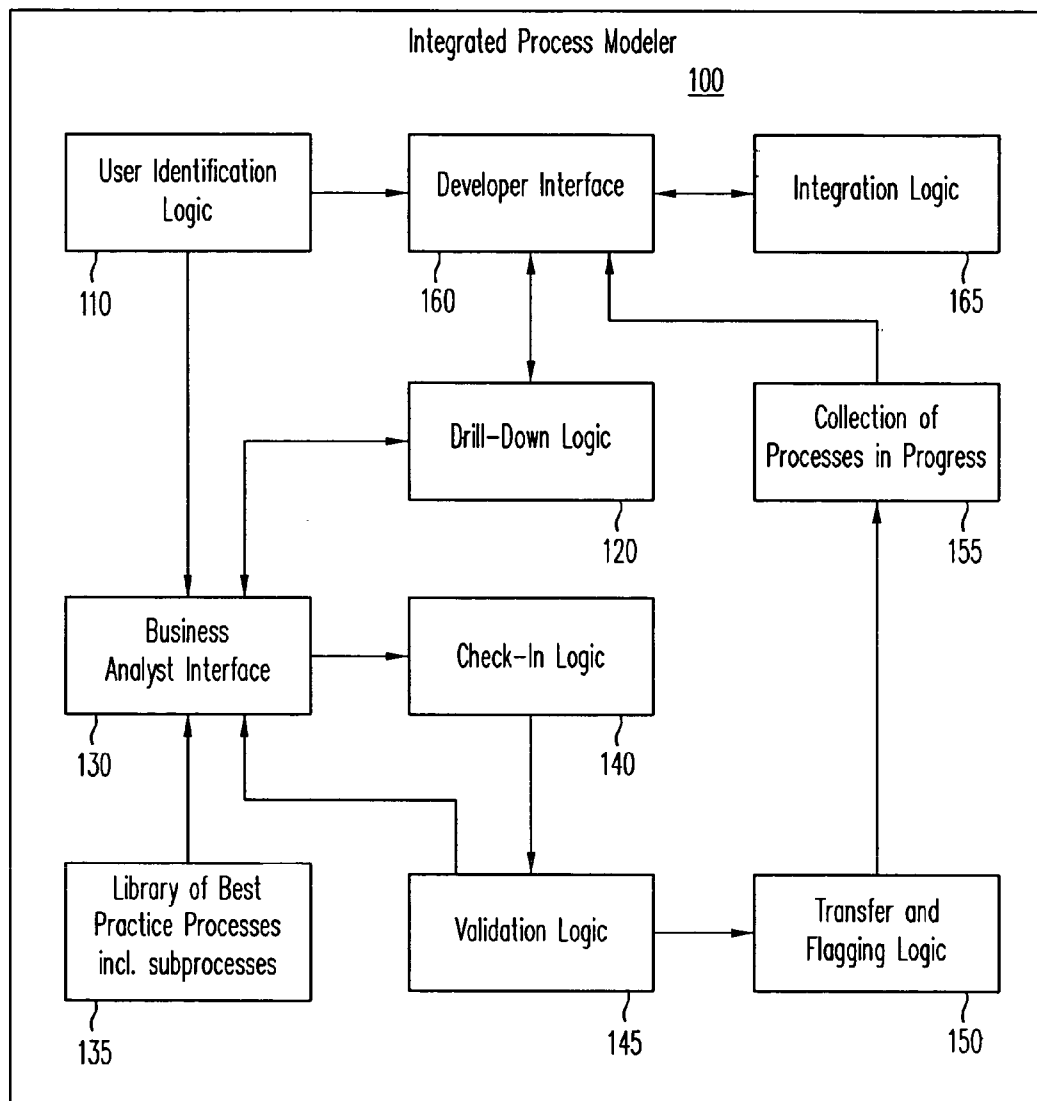 Integrated Process Modeler
100
User Identification
Logic
110
Developer Interface
160
Integration Logic
165
Drill-Down Logic
120
Collection of
Processes in Progress
155
Business
Analyst Interface
130
Check-In Logic
140
Library of Best
Practice Processes
incl. subprocesses
135
Validation Logic
145
Transfer and
Flagging Logic
150